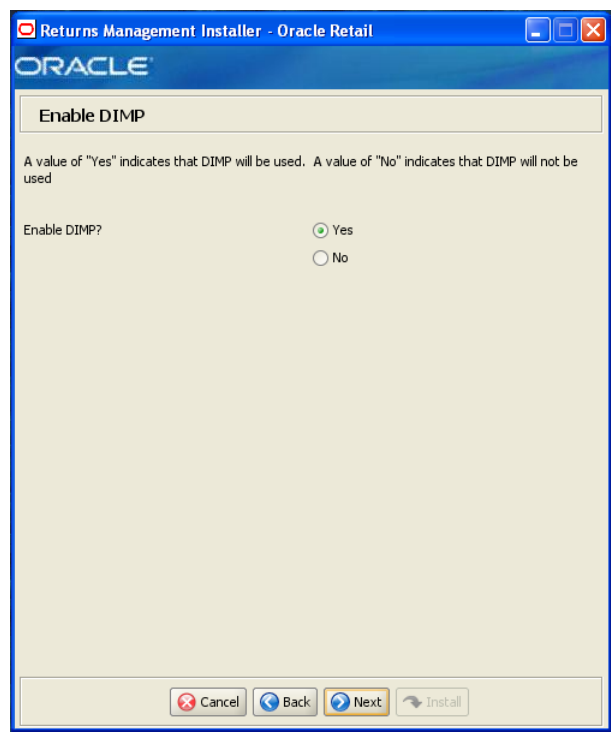 Returns Management Installer - Oracle Retail
ORACLE
Enable DIMP
A value of "Yes" indicates that DIMP will be used.  A value of "No" indicates that DIMP will not be
used
Enable DIMP?
Yes
No
Cancel
Back
Next
Install